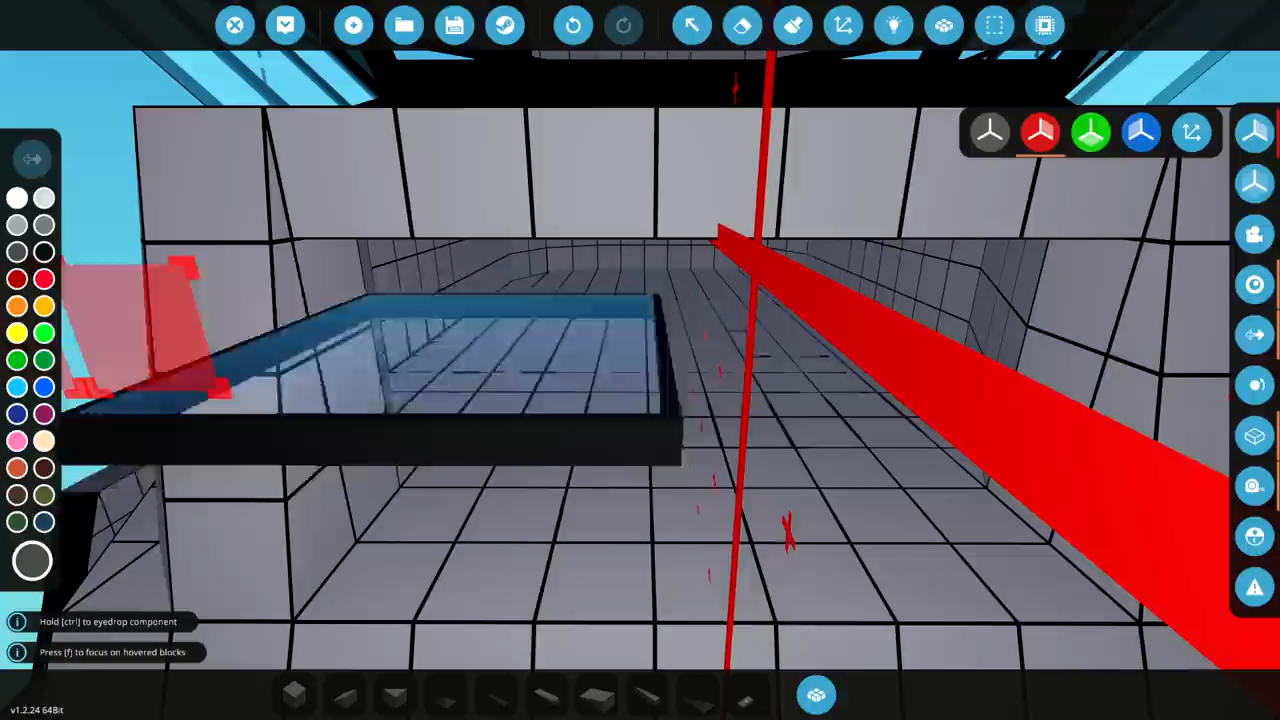 Hold [ctrl] to eyedrop component
Press [f] to focus on hovered blocks
v1.2.24 64Bit